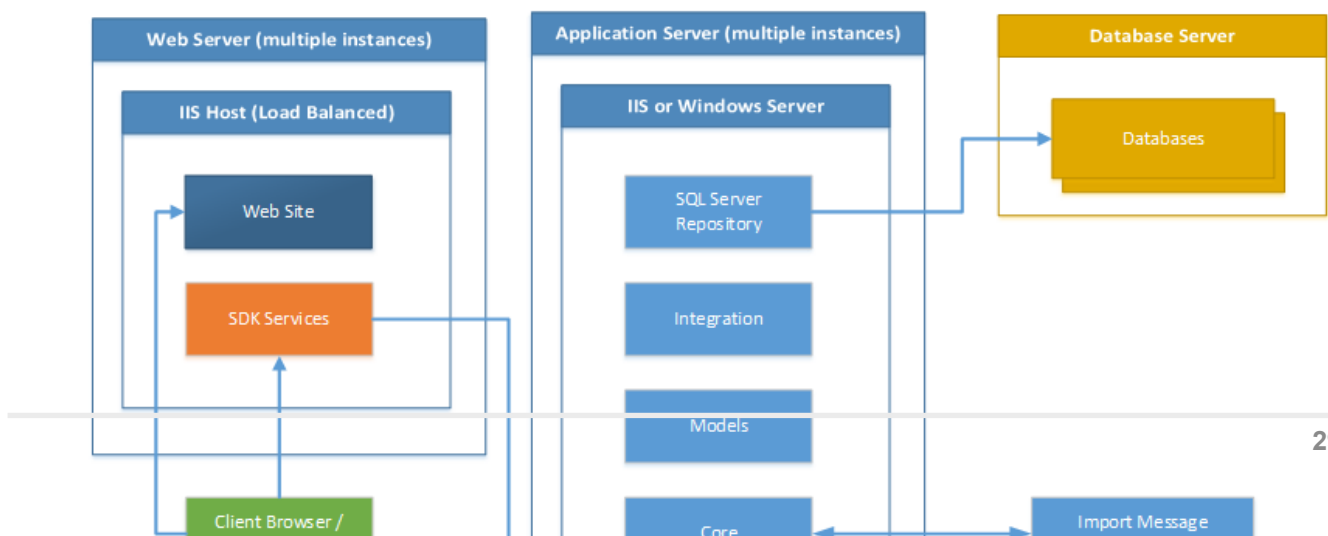 Web Server (multiple instances)
IIS Host (Load Balanced)
Web Site
SDK Services
Client Browser /
Application Server (multiple instances)
IIS or Windows Server
SQL Server
Repository
Integration
Models
Core
Database Server
Databases
2
Import Message